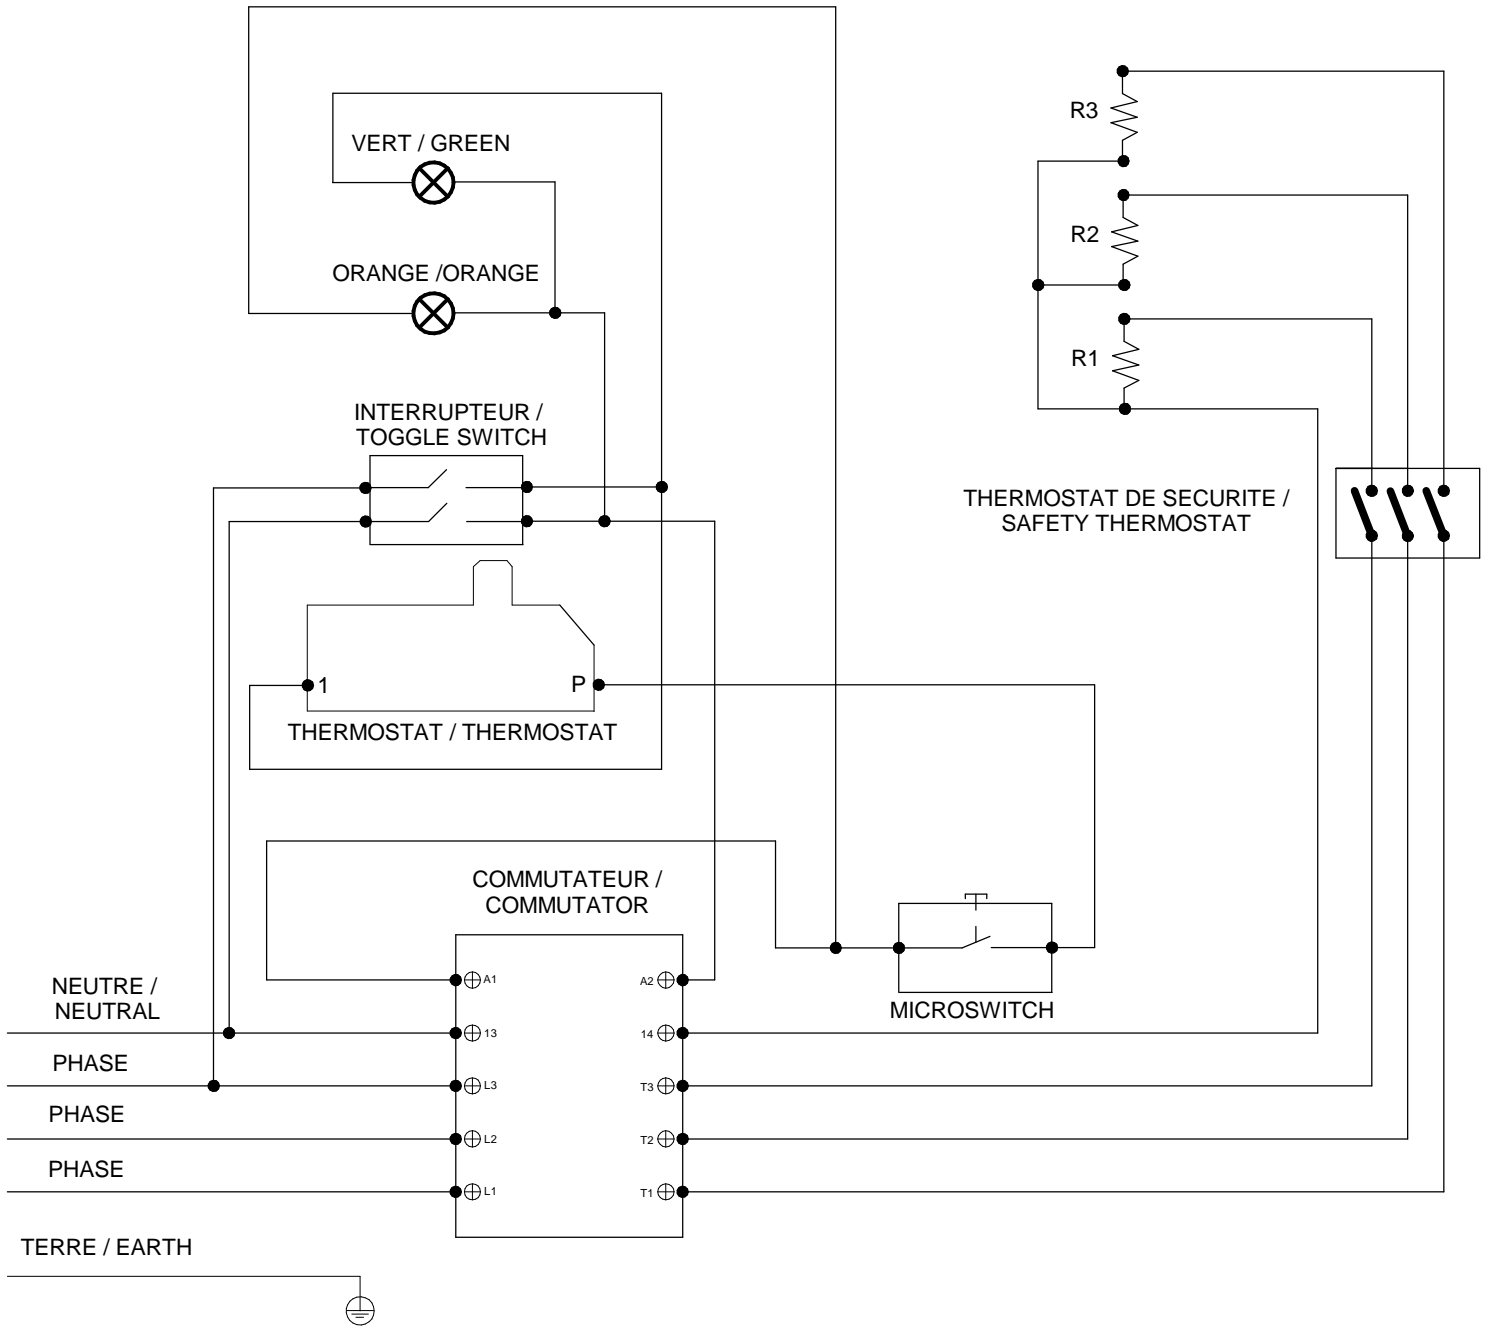 VERT / GREEN
R3
R2
ORANGE /ORANGE
R1
INTERRUPTEUR /
TOGGLE SWITCH
THERMOSTAT DE SECURITE /
SAFETY THERMOSTAT
1
P
THERMOSTAT / THERMOSTAT
COMMUTATEUR /
COMMUTATOR
A1
A2
NEUTRE /
NEUTRAL
MICROSWITCH
13
14
PHASE
L3
T3
PHASE
L2
T2
PHASE
L1
T1
TERRE / EARTH